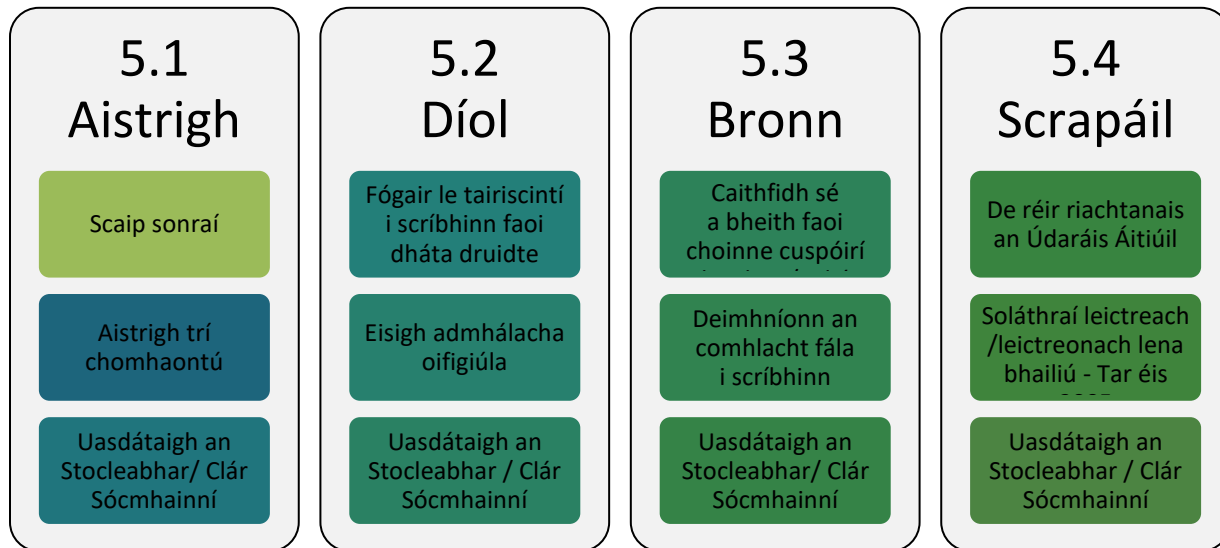 5.1
Aistrigh
Scaip sonraí
Aistrigh trí
chomhaontú
Uasdátaigh an
Stocleabhar/ Clár
Sócmhainní
5.2
Díol
Fógair le tairiscintí
i scríbhinn faoi
dháta druidte
Eisigh admhálacha
oifigiúla
Uasdátaigh an
Stocleabhar / Clár
Sócmhainní
5.3
Bronn
Caithfidh sé
a bheith faoi
choinne cuspóirí
Deimhníonn an
comhlacht fála
i scríbhinn
Uasdátaigh an
Stocleabhar/ Clár
Sócmhainní
5.4
Scrapáil
De réir riachtanais
an Údaráis Áitiúil
Soláthraí leictreach
/leictreonach lena
bhailiú - Tar éis
Uasdátaigh an
Stocleabhar / Clár
Sócmhainní